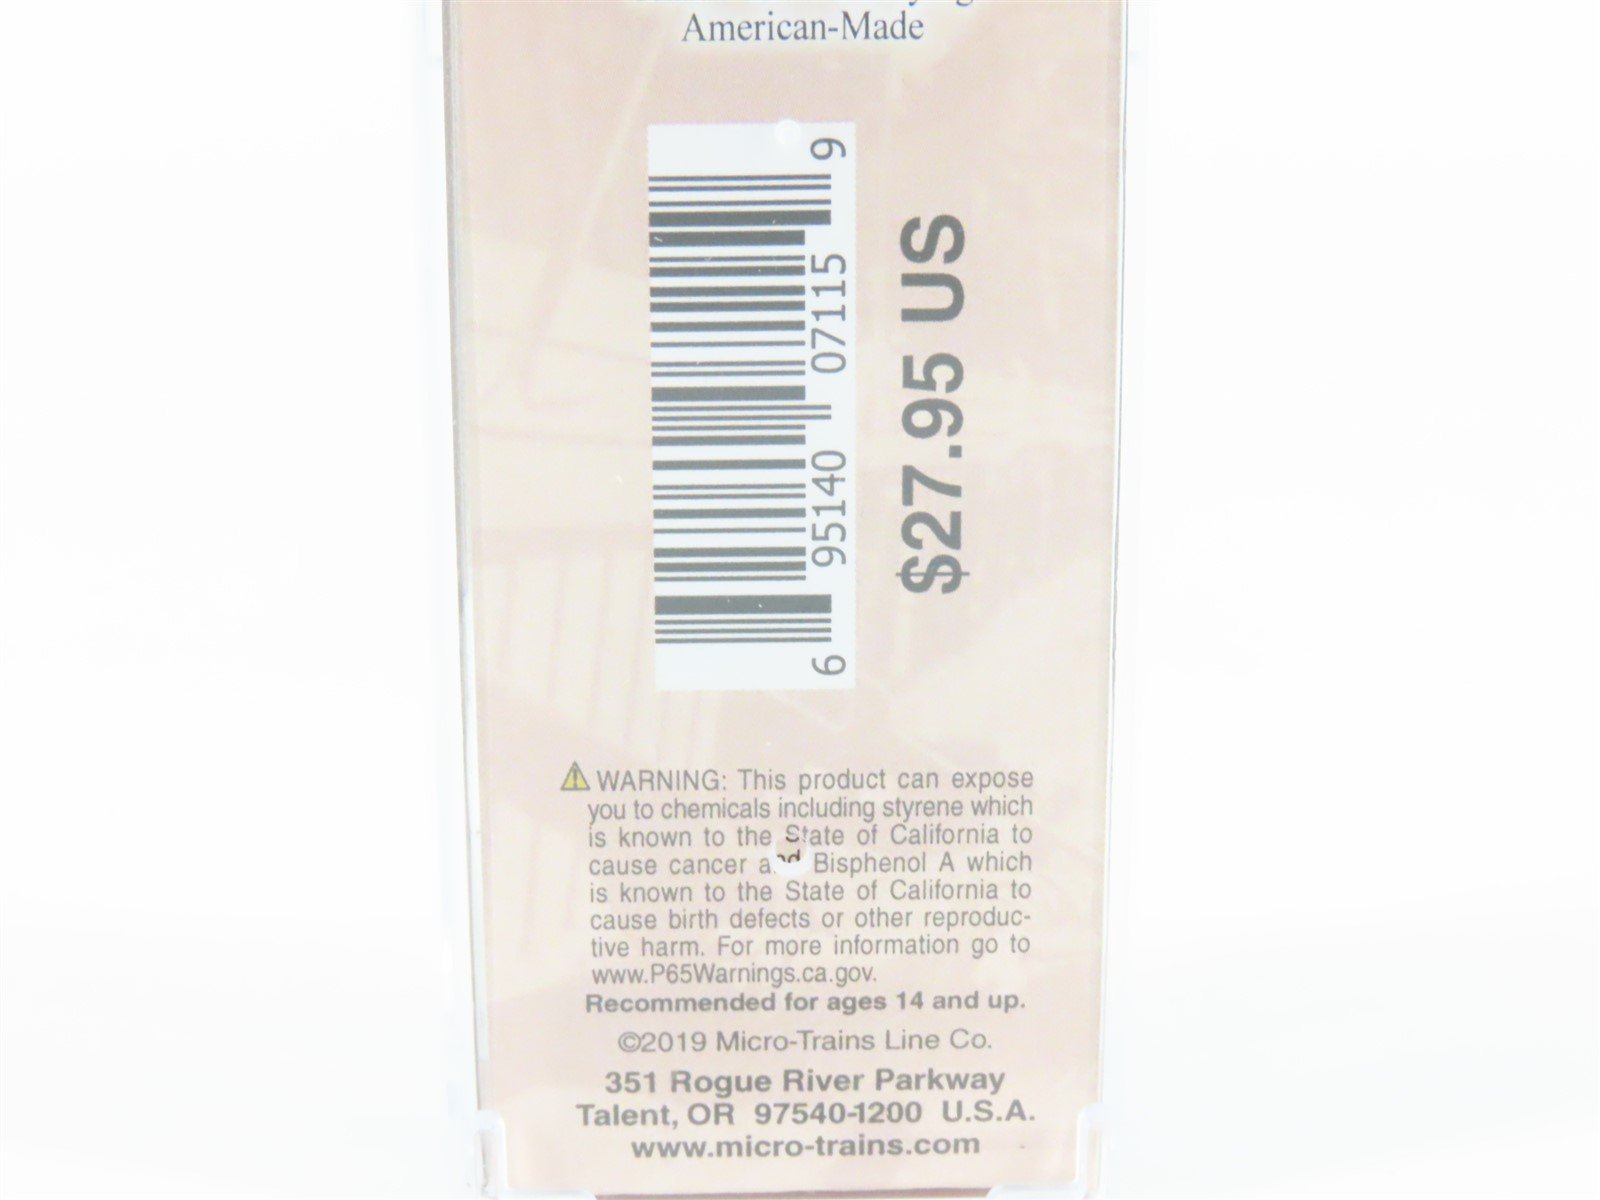 American-Made
6 95140 07115 9
$27.95 US
⚠ WARNING: This product can expose
you to chemicals including styrene which
is known to the State of California to
cause cancer and Bisphenol A which
is known to the State of California to
cause birth defects or other reproduc-
tive harm. For more information go to
www.P65Warnings.ca.gov.
Recommended for ages 14 and up.
©2019 Micro-Trains Line Co.
351 Rogue River Parkway
Talent, OR 97540-1200 U.S.A.
www.micro-trains.com